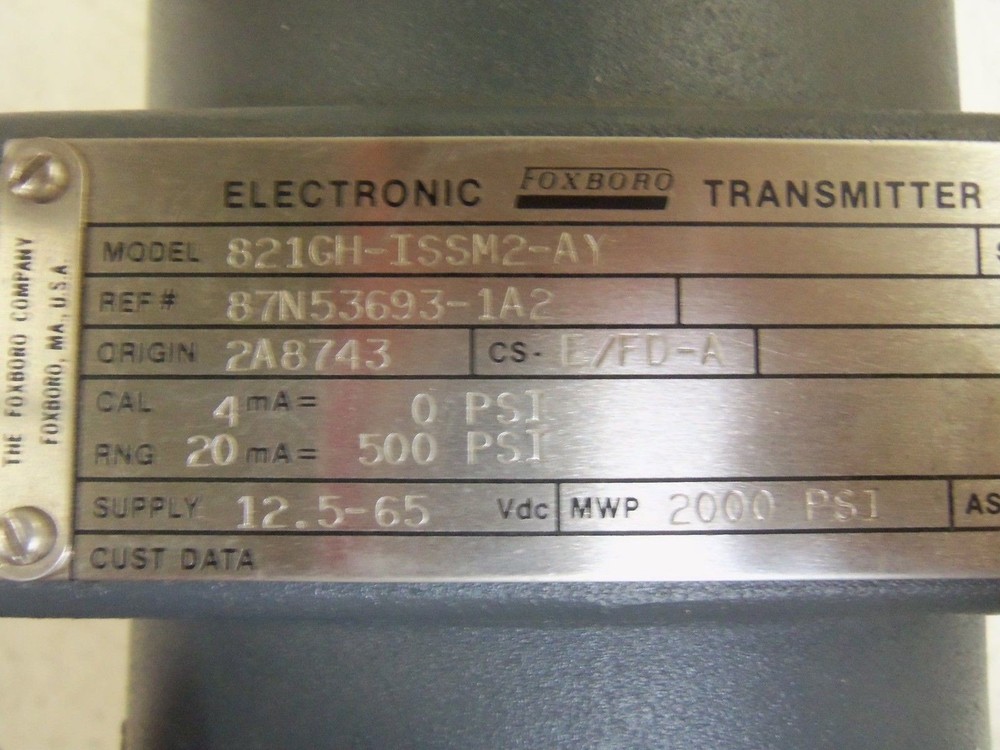 ELECTRONIC FOXBORO TRANSMITTER
MODEL 821GH-ISSM2-AY
REF # 87N53693-1A2
ORIGIN 2A8743 CS- E/FD-A
CAL 4 mA = 0 PSI
RNG 20 mA = 500 PSI
SUPPLY 12.5-65 Vdc MWP 2000 PSI AS
CUST DATA
THE FOXBORO COMPANY
FOXBORO, MA., U.S.A